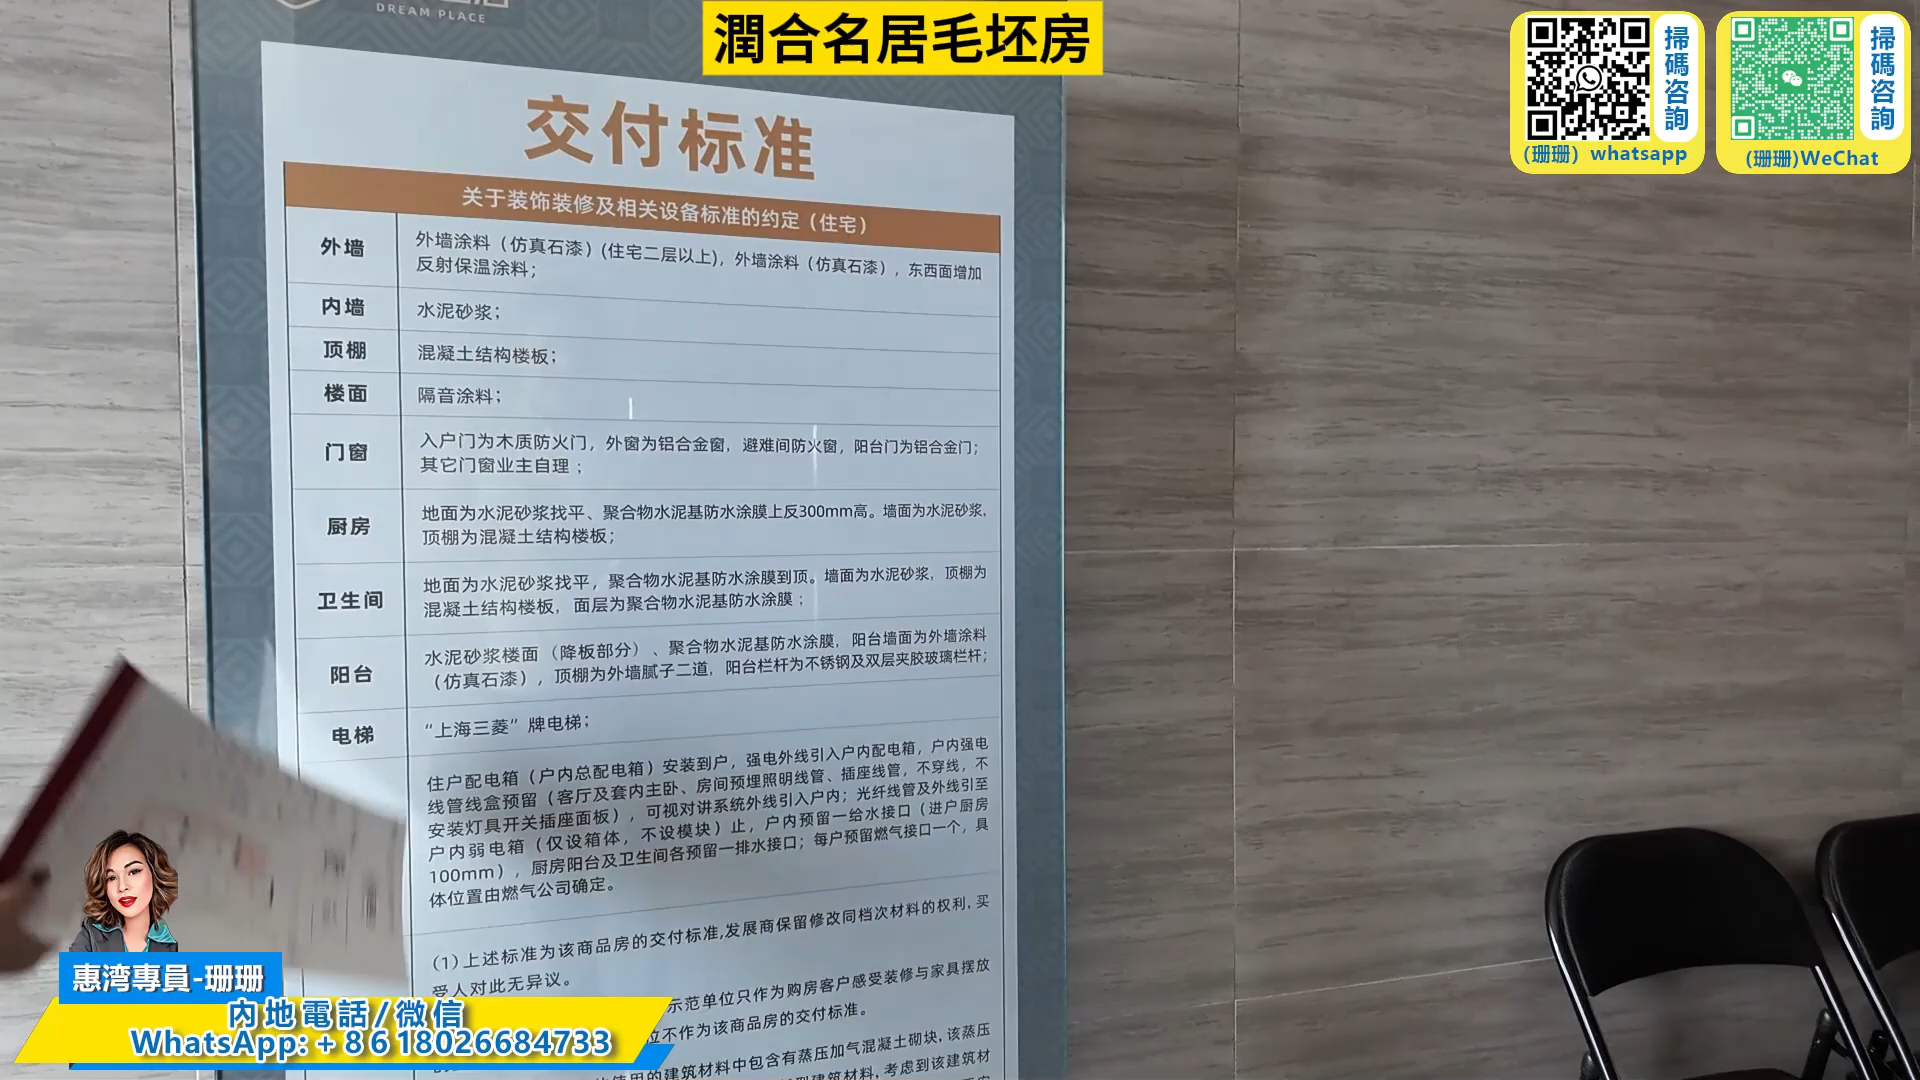 DREAM PLACE
潤合名居毛坯房
掃碼咨詢
(珊珊) whatsapp
掃碼咨詢
(珊珊)WeChat
交付标准
关于装饰装修及相关设备标准的约定（住宅）
外墙
外墙涂料（仿真石漆）(住宅二层以上)，外墙涂料（仿真石漆）, 东西面增加
反射保温涂料；
内墙
水泥砂浆；
顶棚
混凝土结构楼板；
楼面
隔音涂料；
门窗
入户门为木质防火门，外窗为铝合金窗，避难间防火窗，阳台门为铝合金门；
其它门窗业主自理；
厨房
地面为水泥砂浆找平、聚合物水泥基防水涂膜上反300mm高。墙面为水泥砂浆,
顶棚为混凝土结构楼板；
卫生间
地面为水泥砂浆找平，聚合物水泥基防水涂膜到顶。墙面为水泥砂浆，顶棚为
混凝土结构楼板，面层为聚合物水泥基防水涂膜；
阳台
水泥砂浆楼面（降板部分）、聚合物水泥基防水涂膜，阳台墙面为外墙涂料
（仿真石漆），顶棚为外墙腻子二道，阳台栏杆为不锈钢及双层夹胶玻璃栏杆；
电梯
“上海三菱”牌电梯；
住户配电箱（户内总配电箱）安装到户，强电外线引入户内配电箱，户内强电
线管线盒预留（客厅及套内主卧、房间预埋照明线管、插座线管，不穿线，不
安装灯具开关插座面板），可视对讲系统外线引入户内；光纤线管及外线引至
户内弱电箱（仅设箱体，不设模块）止，户内预留一给水接口（进户厨房
100mm），厨房阳台及卫生间各预留一排水接口；每户预留燃气接口一个，具
体位置由燃气公司确定。
(1)上述标准为该商品房的交付标准,发展商保留修改同档次材料的权利,买
受人对此无异议。
示范单位只作为购房客户感受装修与家具摆放
位不作为该商品房的交付标准。
使用的建筑材料中包含有蒸压加气混凝土砌块,该蒸压
型建筑材料,考虑到该建筑材
惠湾專員-珊珊
内地電話/微信
WhatsApp:+8618026684733